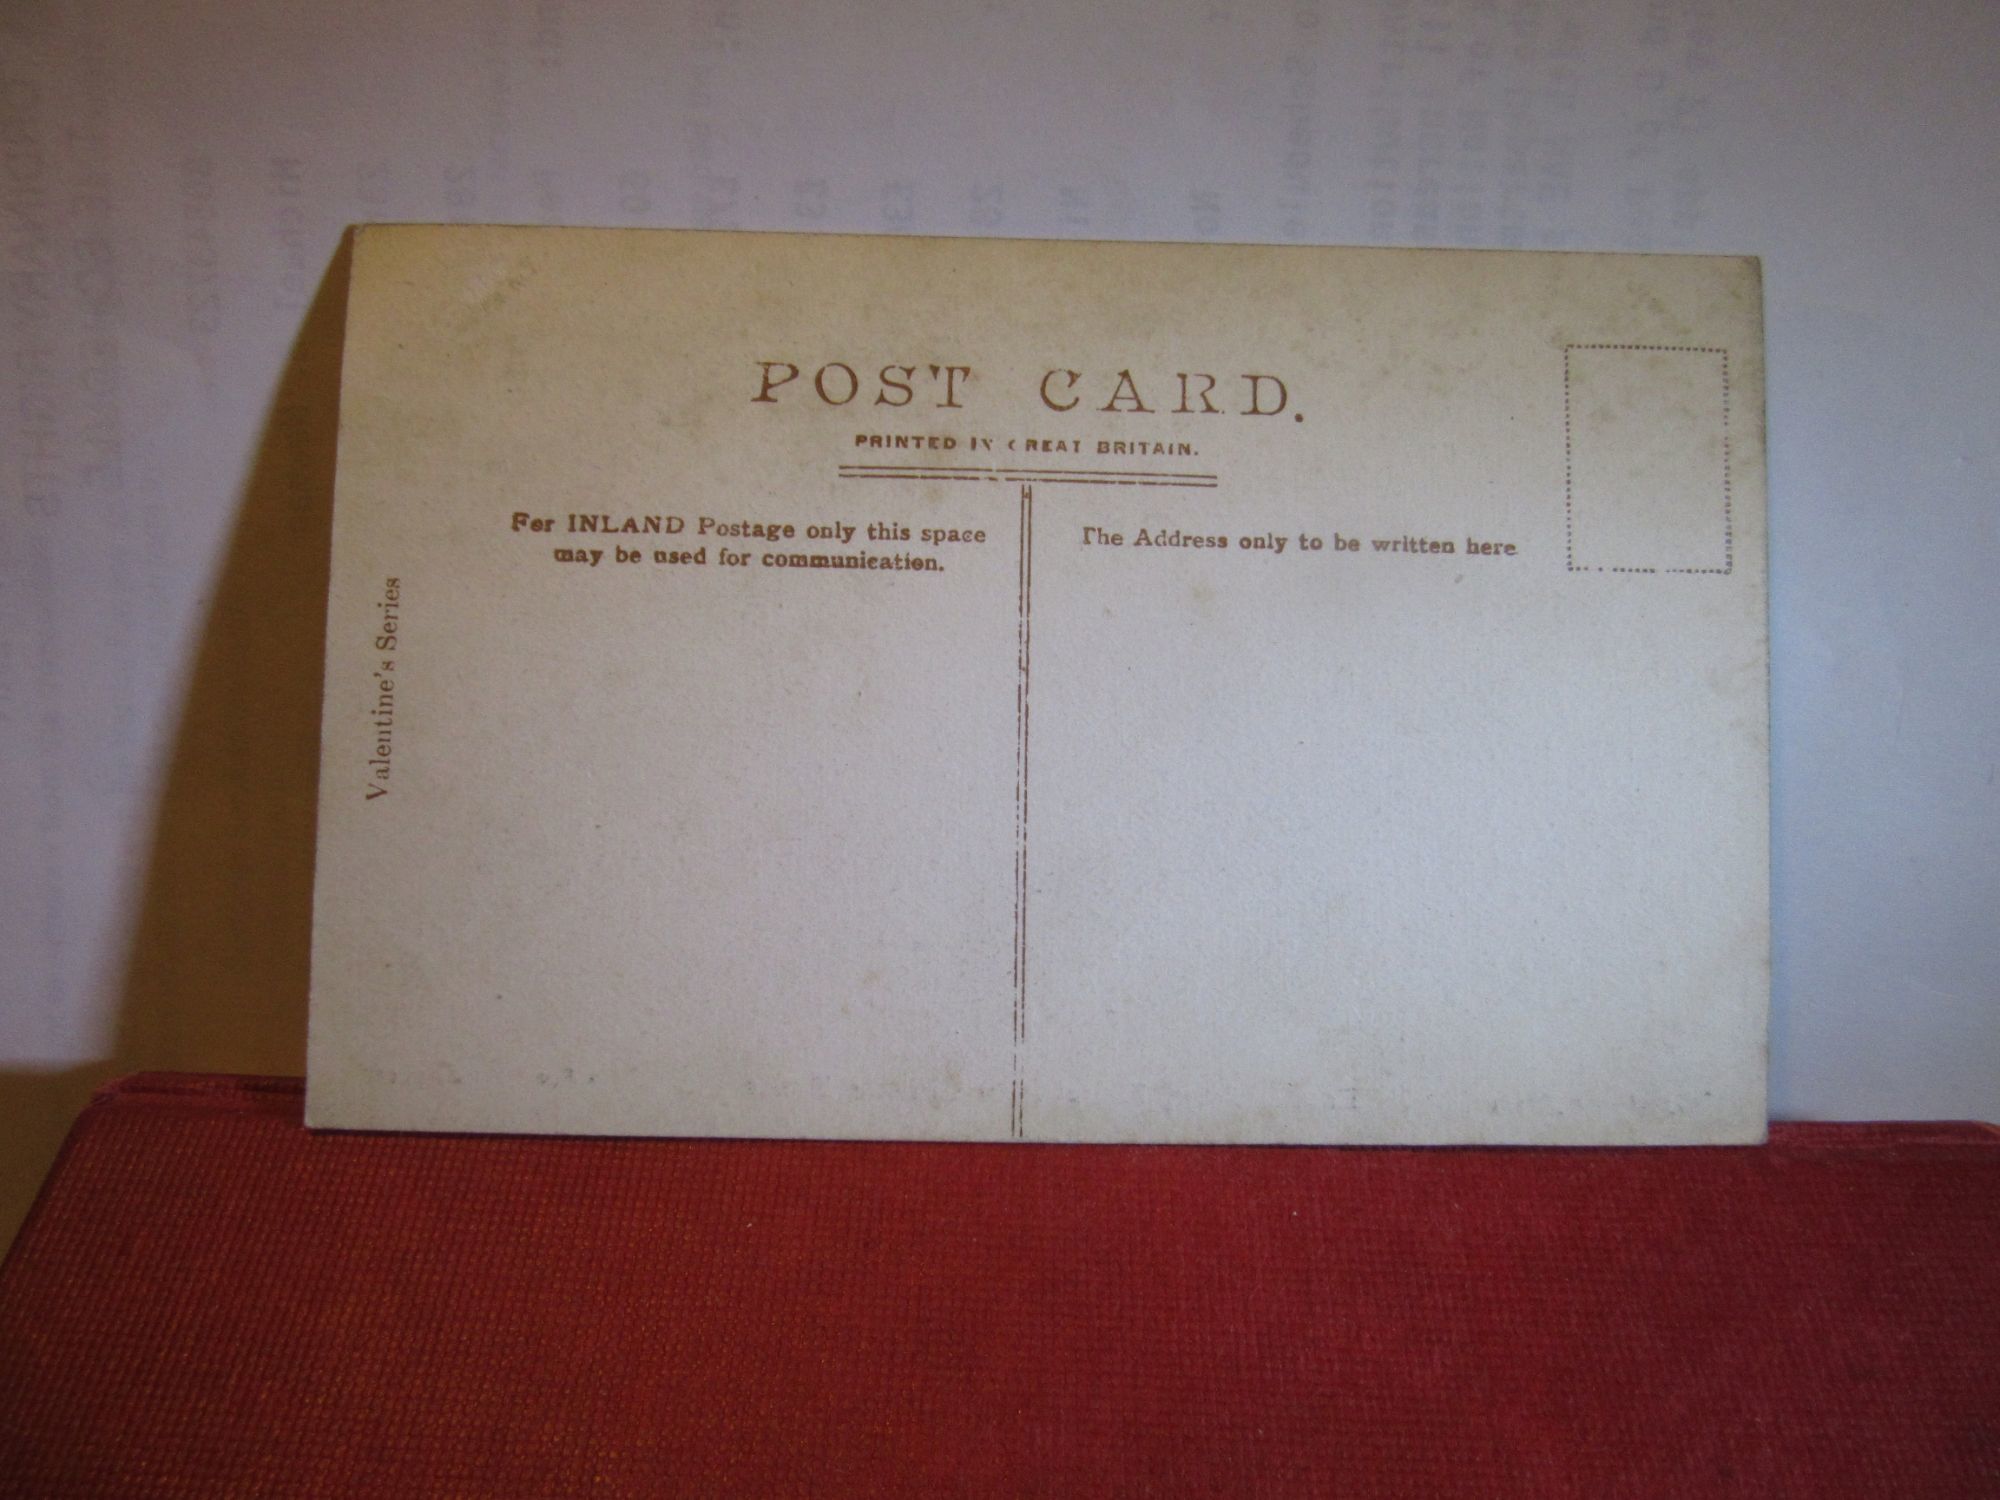 POST CARD.
PRINTED IN GREAT BRITAIN.
For INLAND Postage only this space
may be used for communication.
The Address only to be written here
Valentine's Series